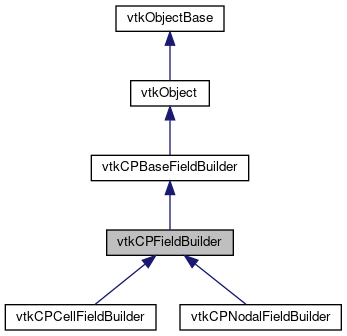 vtkObjectBase
vtkObject
vtkCPBaseFieldBuilder
vtkCPFieldBuilder
vtkCPCellFieldBuilder
vtkCPNodalFieldBuilder